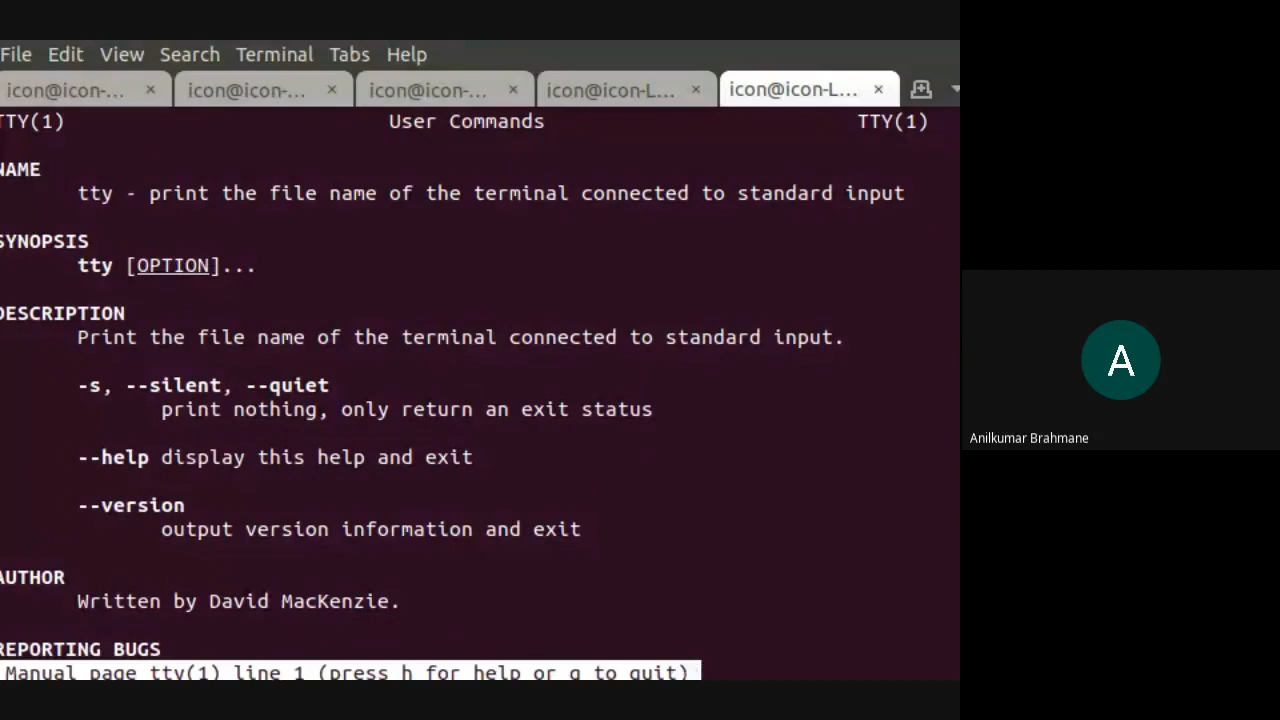 File Edit View Search Terminal Tabs Help
icon@icon-... × icon@icon-... × icon@icon-... × icon@icon-L... × icon@icon-L... ×
TTY(1) User Commands TTY(1)
NAME
tty - print the file name of the terminal connected to standard input
SYNOPSIS
tty [OPTION]...
DESCRIPTION
Print the file name of the terminal connected to standard input.
-s, --silent, --quiet
print nothing, only return an exit status
--help display this help and exit
--version
output version information and exit
AUTHOR
Written by David MacKenzie.
REPORTING BUGS
Manual page tty(1) line 1 (press h for help or q to quit)
A
Anilkumar Brahmane